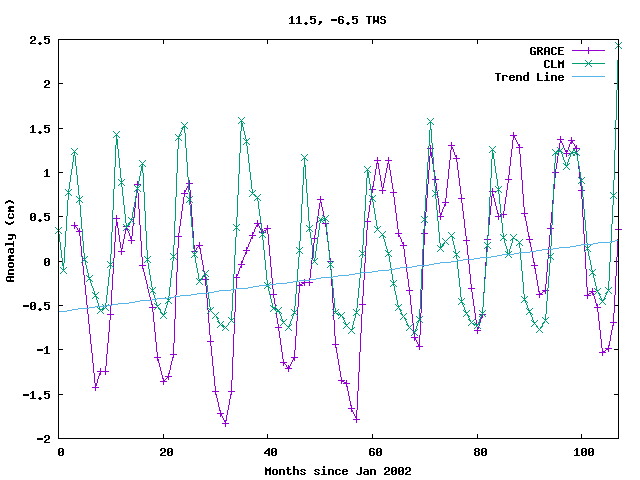 11.5, -6.5 TWS
GRACE
CLM
Trend Line
2.5
2
1.5
1
0.5
0
-0.5
-1
-1.5
-2
Anomaly (cm)
0 20 40 60 80 100
Months since Jan 2002